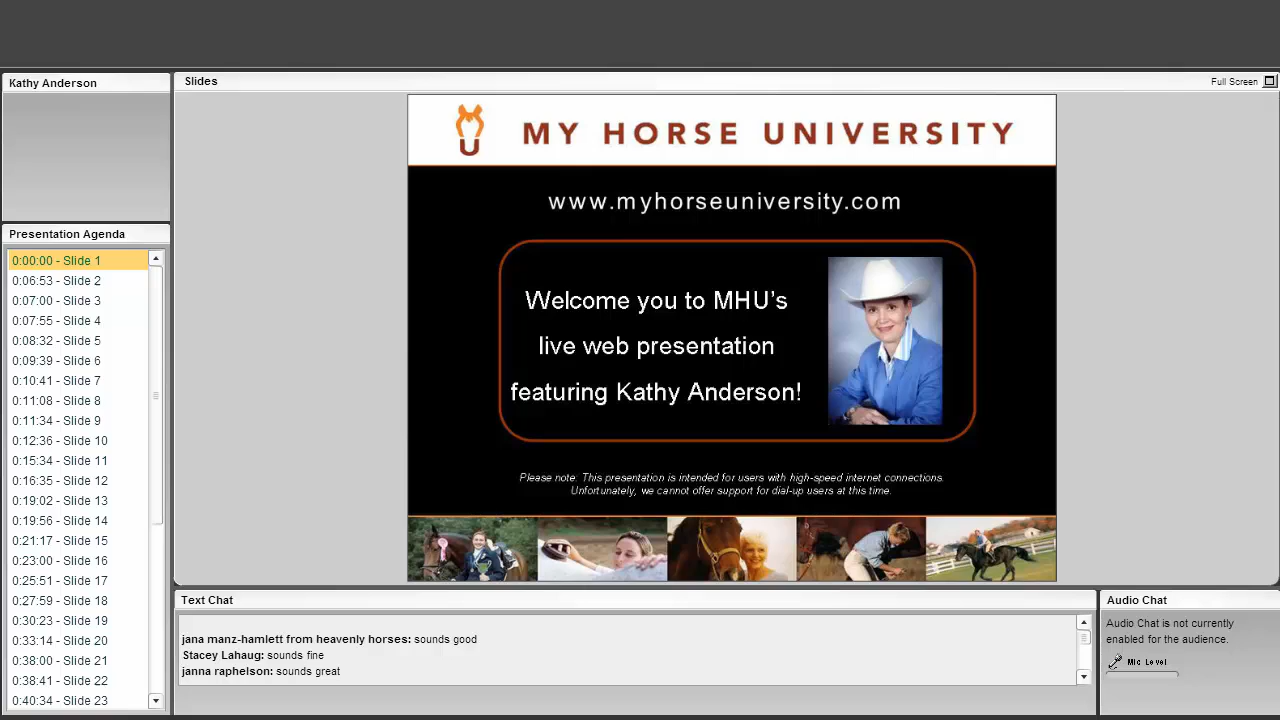 Kathy Anderson
Slides
Full Screen
MY HORSE UNIVERSITY
www.myhorseuniversity.com
Welcome you to MHU's
live web presentation
featuring Kathy Anderson!
Please note: This presentation is intended for users with high-speed internet connections.
Unfortunately, we cannot offer support for dial-up users at this time.
Presentation Agenda
0:00:00 - Slide 1
0:06:53 - Slide 2
0:07:00 - Slide 3
0:07:55 - Slide 4
0:08:32 - Slide 5
0:09:39 - Slide 6
0:10:41 - Slide 7
0:11:08 - Slide 8
0:11:34 - Slide 9
0:12:36 - Slide 10
0:15:34 - Slide 11
0:16:35 - Slide 12
0:19:02 - Slide 13
0:19:56 - Slide 14
0:21:17 - Slide 15
0:23:00 - Slide 16
0:25:51 - Slide 17
0:27:59 - Slide 18
0:30:23 - Slide 19
0:33:14 - Slide 20
0:38:00 - Slide 21
0:38:41 - Slide 22
0:40:34 - Slide 23
Text Chat
jana manz-hamlett from heavenly horses: sounds good
Stacey Lahaug: sounds fine
janna raphelson: sounds great
Audio Chat
Audio Chat is not currently
enabled for the audience.
Mic Level